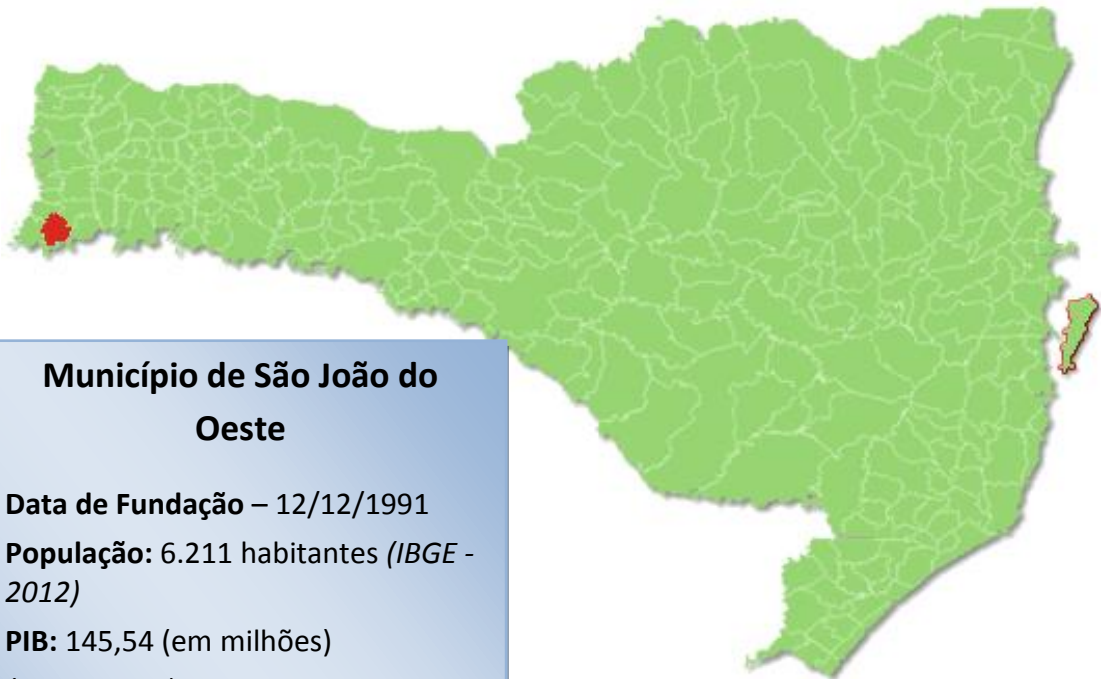 Município de São João do
Oeste
Data de Fundação – 12/12/1991
População: 6.211 habitantes (IBGE -
2012)
PIB: 145,54 (em milhões)